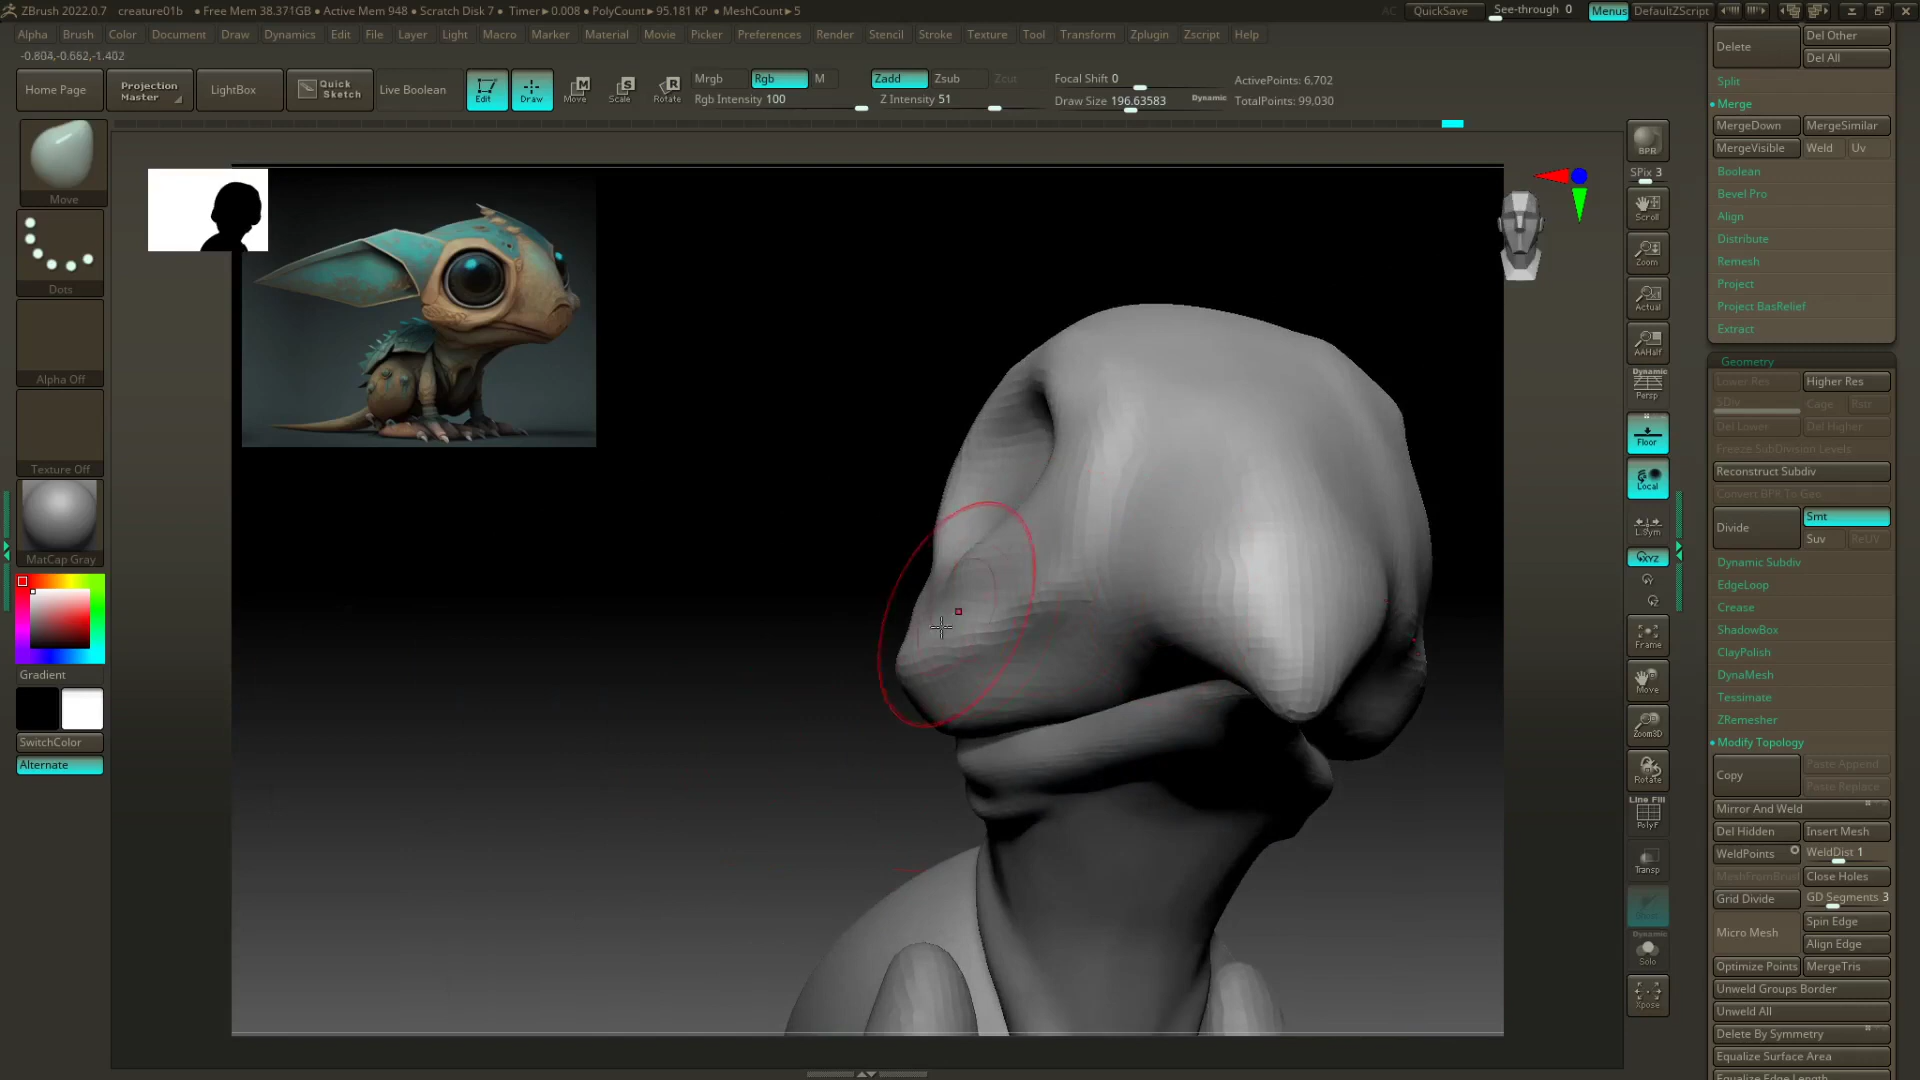 ZBrush 2022.0.7 creature01b • Free Mem 38.371GB • Active Mem 948 • Scratch Disk 7 • Timer►0.008 • PolyCount►95.181 KP • MeshCount►5 AC QuickSave See-through 0 Menus DefaultZScript
Alpha Brush Color Document Draw Dynamics Edit File Layer Light Macro Marker Material Movie Picker Preferences Render Stencil Stroke Texture Tool Transform Zplugin Zscript Help
-0.804,-0.662,-1.402
Home Page Projection Master LightBox Quick Sketch Live Boolean Edit Draw Move Scale Rotate
Mrgb Rgb M Zadd Zsub Zcut Focal Shift 0 ActivePoints: 6,702
Rgb Intensity 100 Z Intensity 51 Draw Size 196.63583 Dynamic TotalPoints: 99,030
Move
Dots
Alpha Off
Texture Off
MatCap Gray
Gradient
SwitchColor
Alternate
BPR
SPix 3
Scroll
Zoom
Actual
AAHalf
Dynamic
Persp
Floor
Local
L.Sym
XYZ
Frame
Move
Zoom3D
Rotate
Line Fill
PolyF
Transp
Dynamic
Solo
Xpose
Delete Del Other
Del All
Split
Merge
MergeDown MergeSimilar
MergeVisible Weld Uv
Boolean
Bevel Pro
Align
Distribute
Remesh
Project
Project BasRelief
Extract
Geometry
Lower Res Higher Res
SDiv Cage Rstr
Del Lower Del Higher
Freeze SubDivision Levels
Reconstruct Subdiv
Convert BPR To Geo
Divide Smt
Suv ReUV
Dynamic Subdiv
EdgeLoop
Crease
ShadowBox
ClayPolish
DynaMesh
Tessimate
ZRemesher
Modify Topology
Copy Paste Append
Paste Replace
Mirror And Weld
Del Hidden Insert Mesh
WeldPoints WeldDist 1
MeshFromBrush Close Holes
Grid Divide GD Segments 3
Micro Mesh Spin Edge
Align Edge
Optimize Points MergeTris
Unweld Groups Border
Unweld All
Delete By Symmetry
Equalize Surface Area